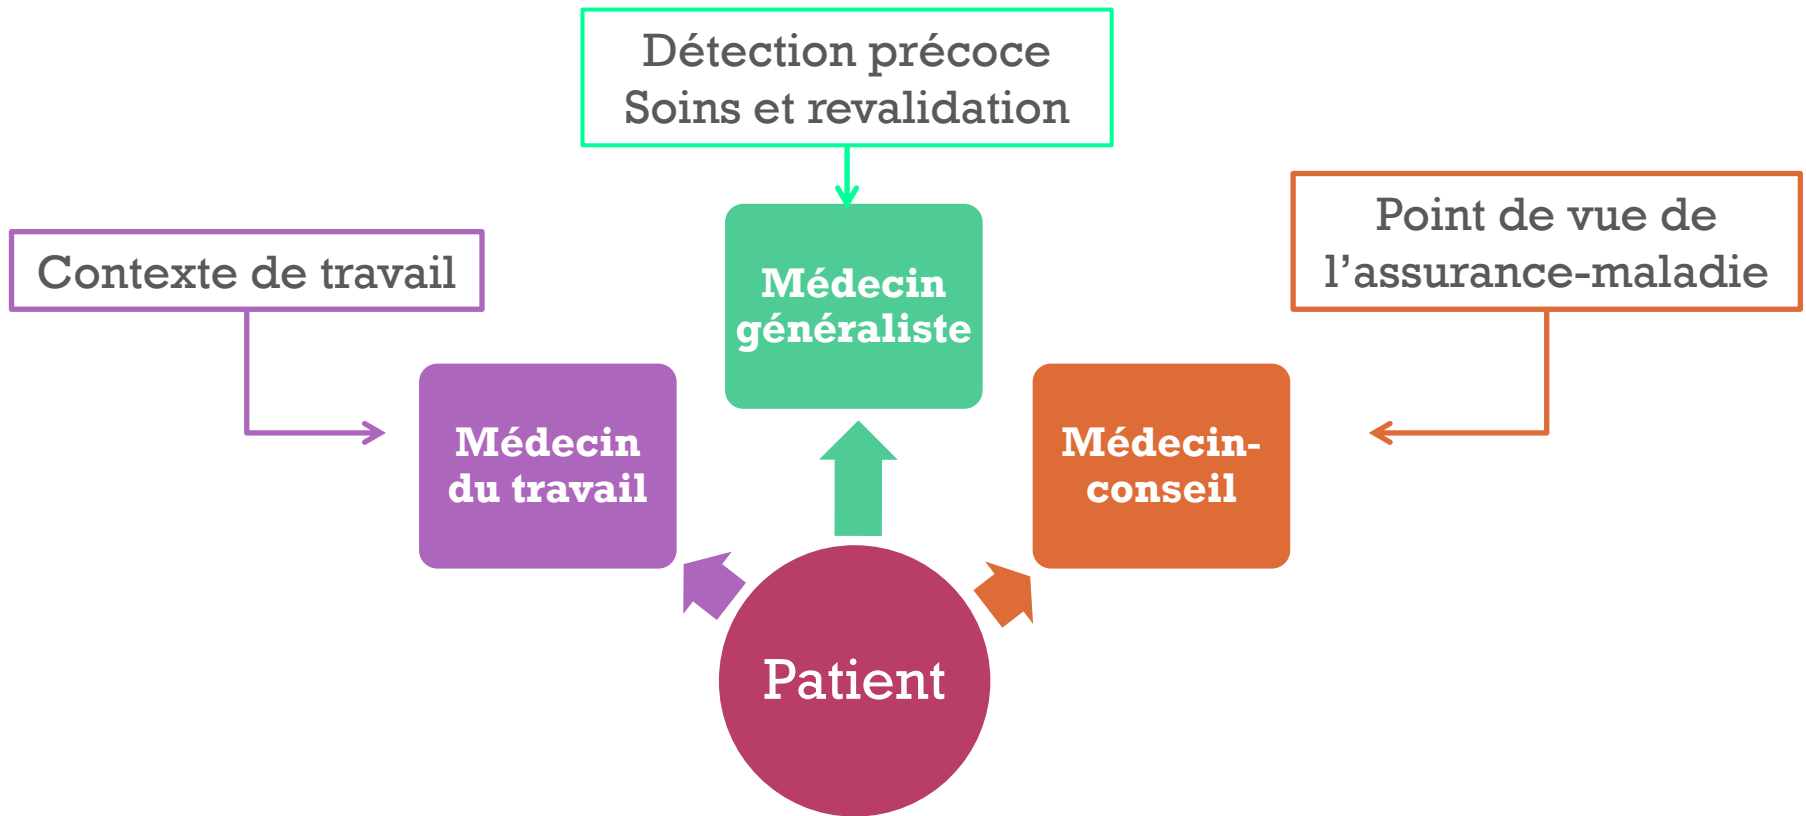 Détection précoce
Soins et revalidation
Contexte de travail
Point de vue de
l’assurance-maladie
Médecin
généraliste
Médecin
du travail
Médecin-
conseil
Patient